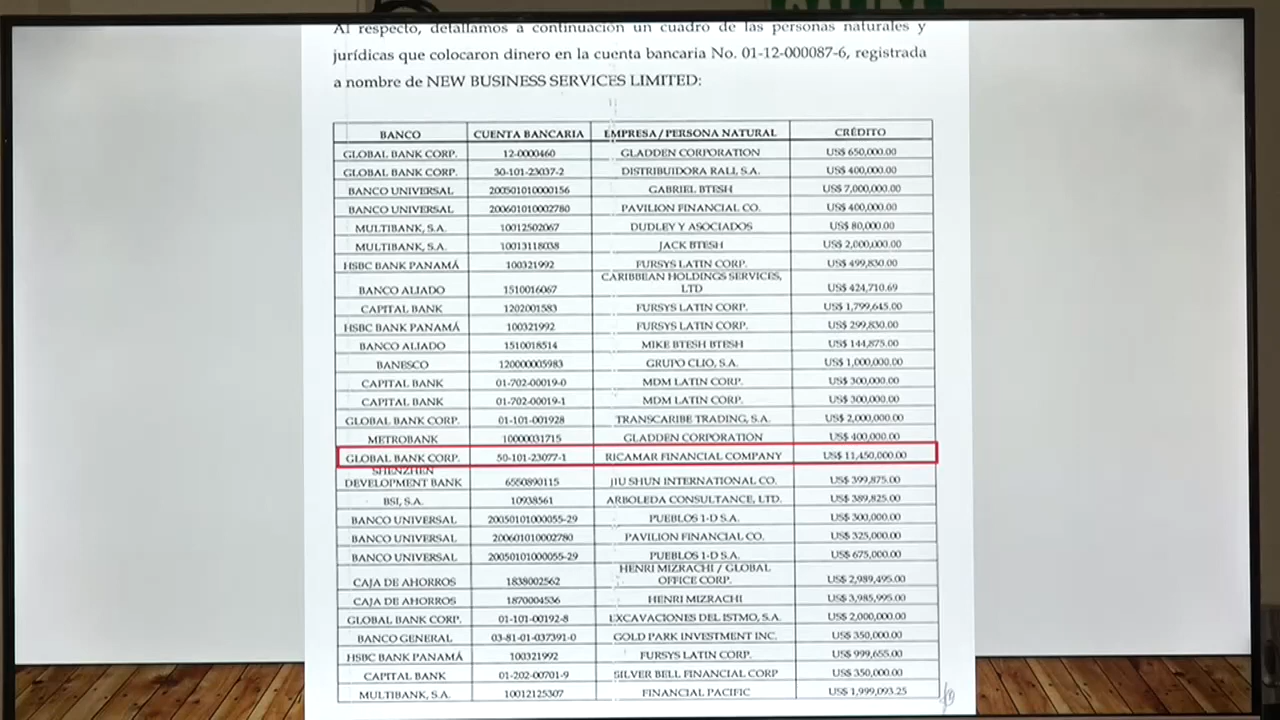 Al respecto, detallamos a continuación un cuadro de las personas naturales y
jurídicas que colocaron dinero en la cuenta bancaria No. 01-12-000087-6, registrada
a nombre de NEW BUSINESS SERVICES LIMITED:
BANCO CUENTA BANCARIA EMPRESA / PERSONA NATURAL CRÉDITO
GLOBAL BANK CORP. 12-0000460 GLADDEN CORPORATION US$ 650,000.00
GLOBAL BANK CORP. 30-101-23037-2 DISTRIBUIDORA RALI, S.A. US$ 400,000.00
BANCO UNIVERSAL 200501010000156 GABRIEL BTESH US$ 7,000,000.00
BANCO UNIVERSAL 200601010002780 PAVILION FINANCIAL CO. US$ 400,000.00
MULTIBANK, S.A. 10012502067 DUDLEY Y ASOCIADOS US$ 80,000.00
MULTIBANK, S.A. 10013118038 JACK BTESH US$ 2,000,000.00
HSBC BANK PANAMÁ 100321992 FURSYS LATIN CORP. US$ 499,830.00
BANCO ALIADO 1510016067 CARIBBEAN HOLDINGS SERVICES, LTD US$ 424,710.69
CAPITAL BANK 1202001583 FURSYS LATIN CORP. US$ 1,799,645.00
HSBC BANK PANAMÁ 100321992 FURSYS LATIN CORP. US$ 299,830.00
BANCO ALIADO 1510018514 MIKE BTESH BTESH US$ 144,875.00
BANESCO 120000005983 GRUPO CLIO, S.A. US$ 1,000,000.00
CAPITAL BANK 01-702-00019-0 MDM LATIN CORP. US$ 300,000.00
CAPITAL BANK 01-702-00019-1 MDM LATIN CORP. US$ 300,000.00
GLOBAL BANK CORP. 01-101-001928 TRANSCARIBE TRADING, S.A. US$ 2,000,000.00
METROBANK 10000031715 GLADDEN CORPORATION US$ 400,000.00
GLOBAL BANK CORP. 50-101-23077-1 RICAMAR FINANCIAL COMPANY US$ 11,450,000.00
SHENZHEN DEVELOPMENT BANK 6550890115 JIU SHUN INTERNATIONAL CO. US$ 399,875.00
BSI, S.A. 10938561 ARBOLEDA CONSULTANCE, LTD. US$ 389,825.00
BANCO UNIVERSAL 20050101000055-29 PUEBLOS 1-D S.A. US$ 300,000.00
BANCO UNIVERSAL 200601010002780 PAVILION FINANCIAL CO. US$ 325,000.00
BANCO UNIVERSAL 20050101000055-29 PUEBLOS 1-D S.A. US$ 675,000.00
CAJA DE AHORROS 1838002562 HENRI MIZRACHI / GLOBAL OFFICE CORP. US$ 2,989,495.00
CAJA DE AHORROS 1870004536 HENRI MIZRACHI US$ 3,985,995.00
GLOBAL BANK CORP. 01-101-00192-8 EXCAVACIONES DEL ISTMO, S.A. US$ 2,000,000.00
BANCO GENERAL 03-81-01-037391-0 GOLD PARK INVESTMENT INC. US$ 350,000.00
HSBC BANK PANAMÁ 100321992 FURSYS LATIN CORP. US$ 999,655.00
CAPITAL BANK 01-202-00701-9 SILVER BELL FINANCIAL CORP US$ 350,000.00
MULTIBANK, S.A. 10012125307 FINANCIAL PACIFIC US$ 1,999,093.25